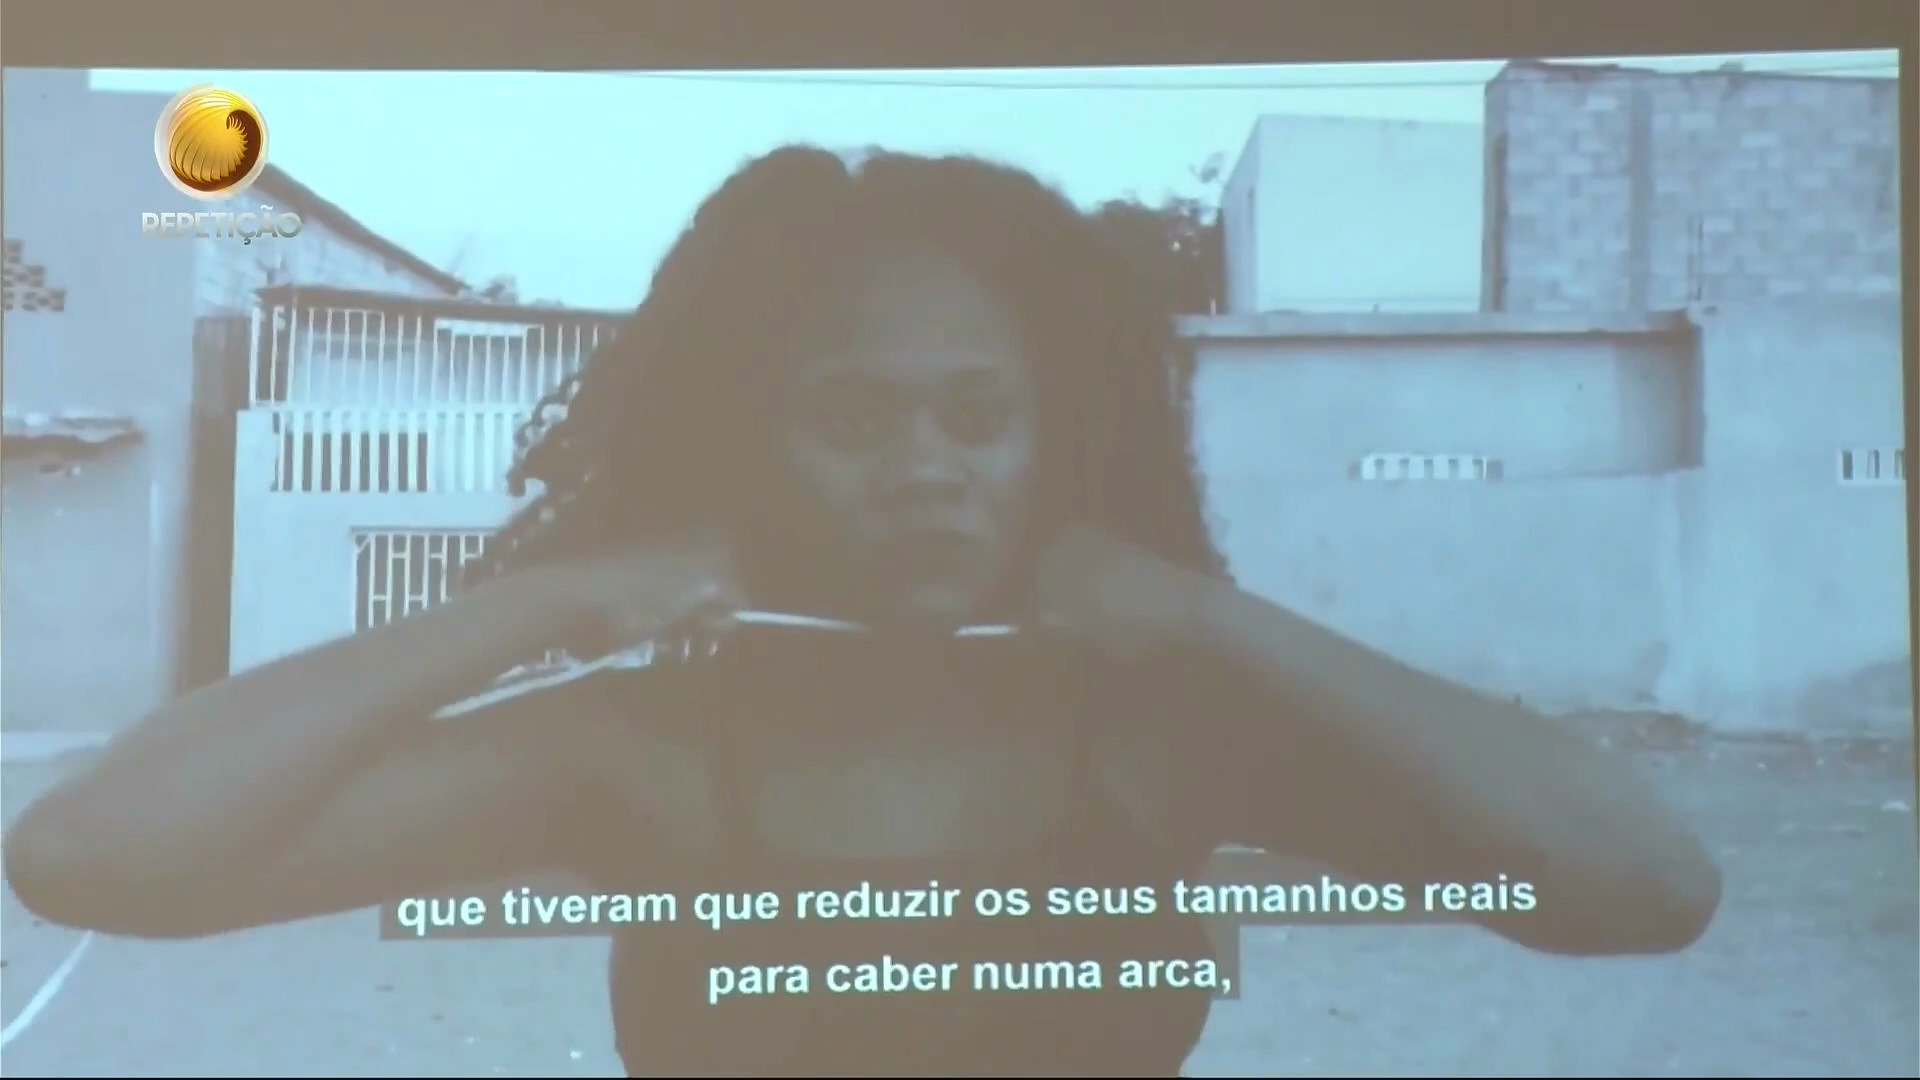 REPETIÇÃO
que tiveram que reduzir os seus tamanhos reais
para caber numa arca,